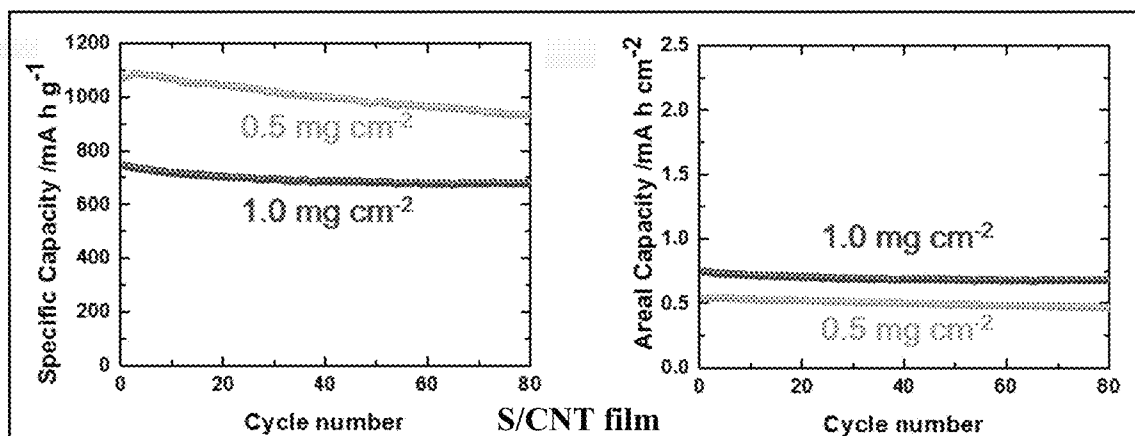 Specific Capacity /mA h g⁻¹
1200
1000
800
600
400
200
0
0.5 mg cm⁻²
1.0 mg cm⁻²
0 20 40 60 80
Cycle number
Areal Capacity /mA h cm⁻²
2.5
2.0
1.5
1.0
0.5
0.0
1.0 mg cm⁻²
0.5 mg cm⁻²
0 20 40 60 80
Cycle number
S/CNT film